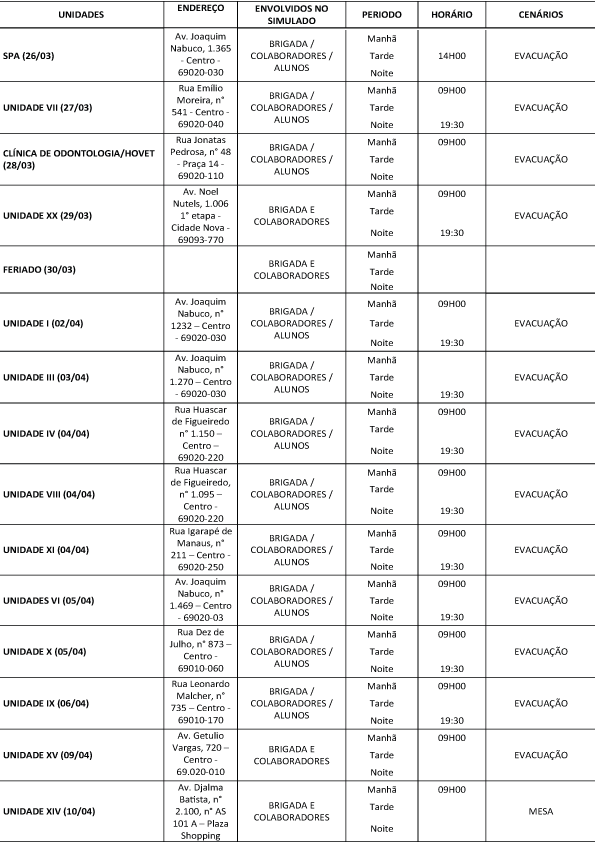 UNIDADES ENDEREÇO ENVOLVIDOS NO SIMULADO PERIODO HORÁRIO CENÁRIOS
SPA (26/03)
Av. Joaquim
Nabuco, 1.365
- Centro -
69020-030
BRIGADA /
COLABORADORES /
ALUNOS
Manhã
Tarde 14H00
Noite
EVACUAÇÃO
UNIDADE VII (27/03)
Rua Emílio
Moreira, n°
541 - Centro -
69020-040
BRIGADA /
COLABORADORES /
ALUNOS
Manhã 09H00
Tarde
Noite 19:30
EVACUAÇÃO
CLÍNICA DE ODONTOLOGIA/HOVET
(28/03)
Rua Jonatas
Pedrosa, n° 48
- Praça 14 -
69020-110
BRIGADA /
COLABORADORES /
ALUNOS
Manhã 09H00
Tarde
Noite
EVACUAÇÃO
UNIDADE XX (29/03)
Av. Noel
Nutels, 1.006
1° etapa -
Cidade Nova -
69093-770
BRIGADA E
COLABORADORES
Manhã 09H00
Tarde
Noite 19:30
EVACUAÇÃO
FERIADO (30/03)
BRIGADA E
COLABORADORES
Manhã
Tarde
Noite
UNIDADE I (02/04)
Av. Joaquim
Nabuco, n°
1232 – Centro
- 69020-030
BRIGADA /
COLABORADORES /
ALUNOS
Manhã 09H00
Tarde
Noite 19:30
EVACUAÇÃO
UNIDADE III (03/04)
Av. Joaquim
Nabuco, n°
1.270 – Centro
- 69020-030
BRIGADA /
COLABORADORES /
ALUNOS
Manhã
Tarde
Noite 19:30
EVACUAÇÃO
UNIDADE IV (04/04)
Rua Huascar
de Figueiredo
n° 1.150 –
Centro –
69020-220
BRIGADA /
COLABORADORES /
ALUNOS
Manhã 09H00
Tarde
Noite 19:30
EVACUAÇÃO
UNIDADE VIII (04/04)
Rua Huascar
de Figueiredo,
n° 1.095 –
Centro -
69020-220
BRIGADA /
COLABORADORES /
ALUNOS
Manhã 09H00
Tarde
Noite 19:30
EVACUAÇÃO
UNIDADE XI (04/04)
Rua Igarapé de
Manaus, n°
211 – Centro -
69020-250
BRIGADA /
COLABORADORES /
ALUNOS
Manhã 09H00
Tarde
Noite 19:30
EVACUAÇÃO
UNIDADES VI (05/04)
Av. Joaquim
Nabuco, n°
1.469 – Centro
- 69020-03
BRIGADA /
COLABORADORES /
ALUNOS
Manhã 09H00
Tarde
Noite 19:30
EVACUAÇÃO
UNIDADE X (05/04)
Rua Dez de
Julho, n° 873 –
Centro -
69010-060
BRIGADA /
COLABORADORES /
ALUNOS
Manhã 09H00
Tarde
Noite 19:30
EVACUAÇÃO
UNIDADE IX (06/04)
Rua Leonardo
Malcher, n°
735 – Centro -
69010-170
BRIGADA /
COLABORADORES /
ALUNOS
Manhã 09H00
Tarde
Noite 19:30
EVACUAÇÃO
UNIDADE XV (09/04)
Av. Getulio
Vargas, 720 –
Centro -
69.020-010
BRIGADA E
COLABORADORES
Manhã 09H00
Tarde
Noite
EVACUAÇÃO
UNIDADE XIV (10/04)
Av. Djalma
Batista, n°
2.100, n° AS
101 A – Plaza
Shopping
BRIGADA E
COLABORADORES
Manhã 09H00
Tarde
Noite
MESA